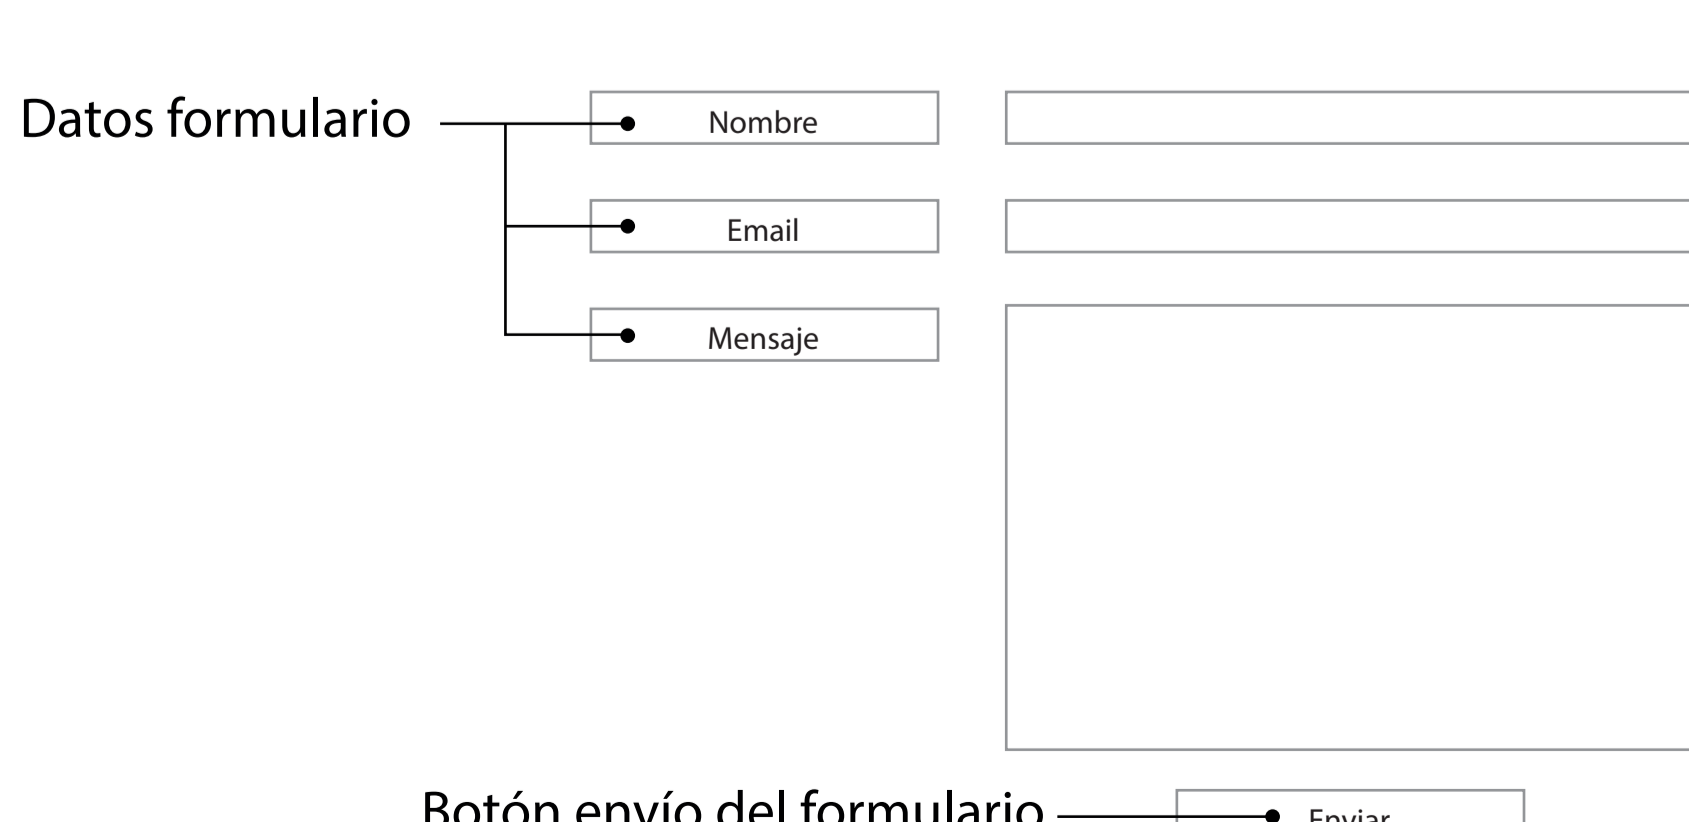 Datos formulario
Nombre
Email
Mensaje
Botón envío del formulario
Enviar